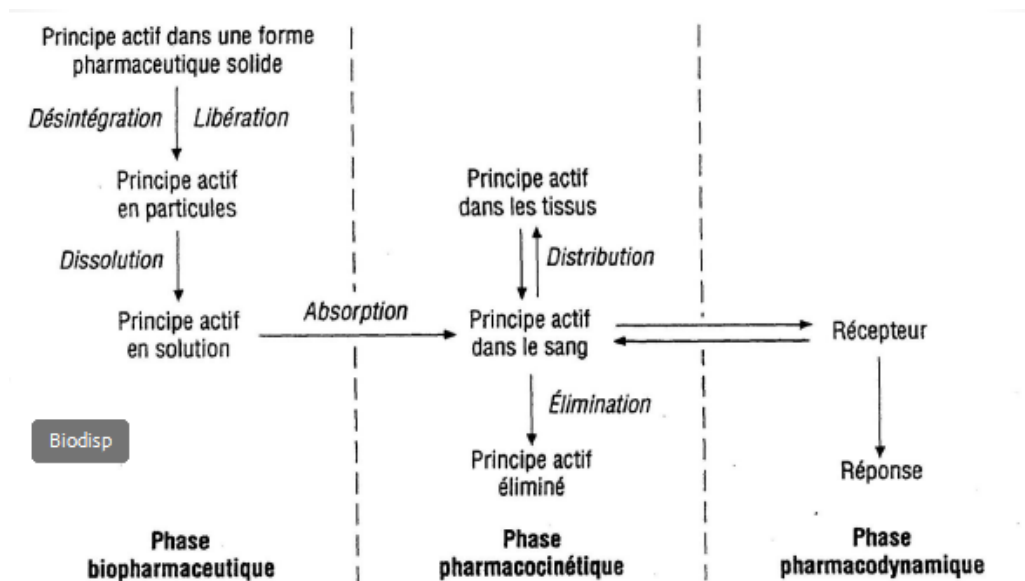 Principe actif dans une forme
pharmaceutique solide
Désintégration
Libération
Principe actif
en particules
Dissolution
Principe actif
en solution
Absorption
Principe actif
dans les tissus
Distribution
Principe actif
dans le sang
Élimination
Principe actif
éliminé
Récepteur
Réponse
Biodisp
Phase
biopharmaceutique
Phase
pharmacocinétique
Phase
pharmacodynamique